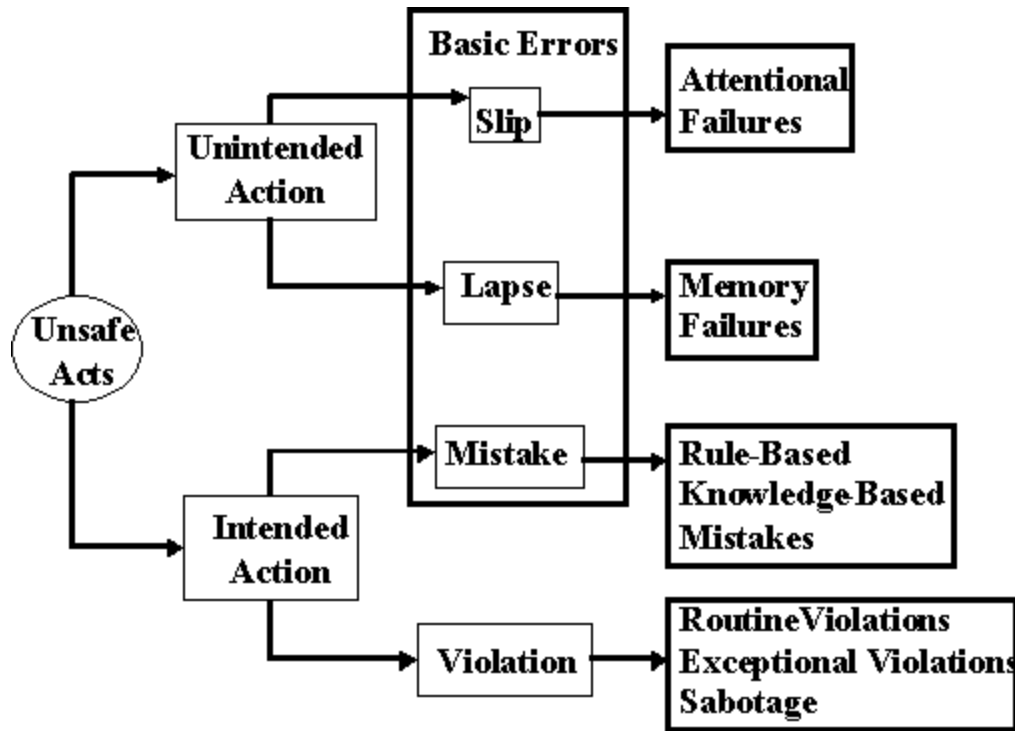 Basic Errors
Attentional
Failures
Slip
Unintended
Action
Lapse
Memory
Failures
Unsafe
Acts
Mistake
Rule-Based
Knowledge-Based
Mistakes
Intended
Action
Violation
RoutineViolations
Exceptional Violations
Sabotage